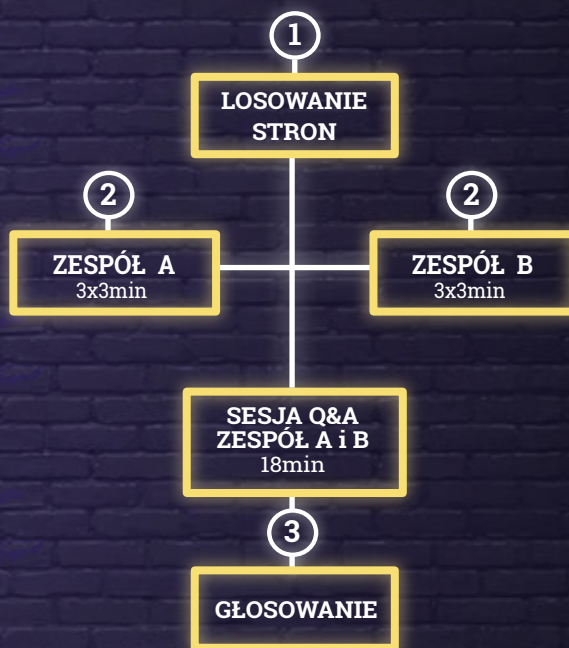 1
LOSOWANIE
STRON
2
2
ZESPÓŁ A
3x3min
ZESPÓŁ B
3x3min
SESJA Q&A
ZESPÓŁ A i B
18min
3
GŁOSOWANIE